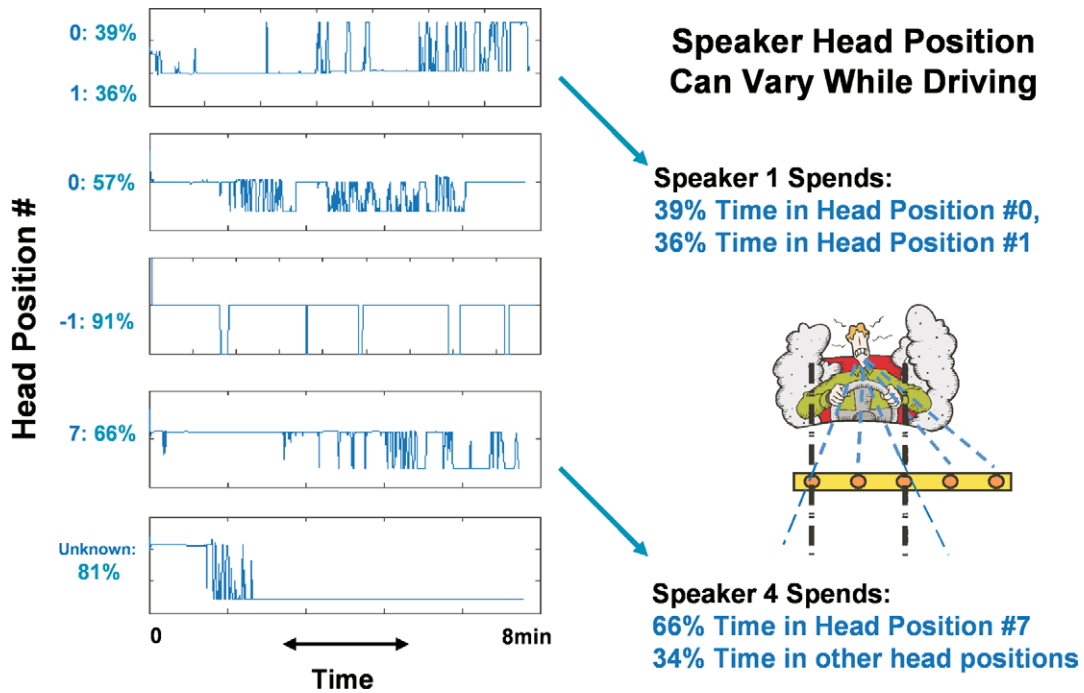 Speaker Head Position
Can Vary While Driving
Head Position #
0: 39%
1: 36%
0: 57%
-1: 91%
7: 66%
Unknown:
81%
0
8min
Time
Speaker 1 Spends:
39% Time in Head Position #0,
36% Time in Head Position #1
Speaker 4 Spends:
66% Time in Head Position #7
34% Time in other head positions